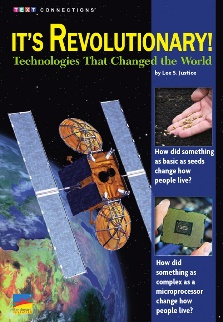 TEXT CONNECTIONS™
IT'S REVOLUTIONARY!
Technologies That Changed the World
by Lee S. Justice
How did something
as basic as seeds
change how
people live?
How did
something as
complex as a
microprocessor
change how
people live?